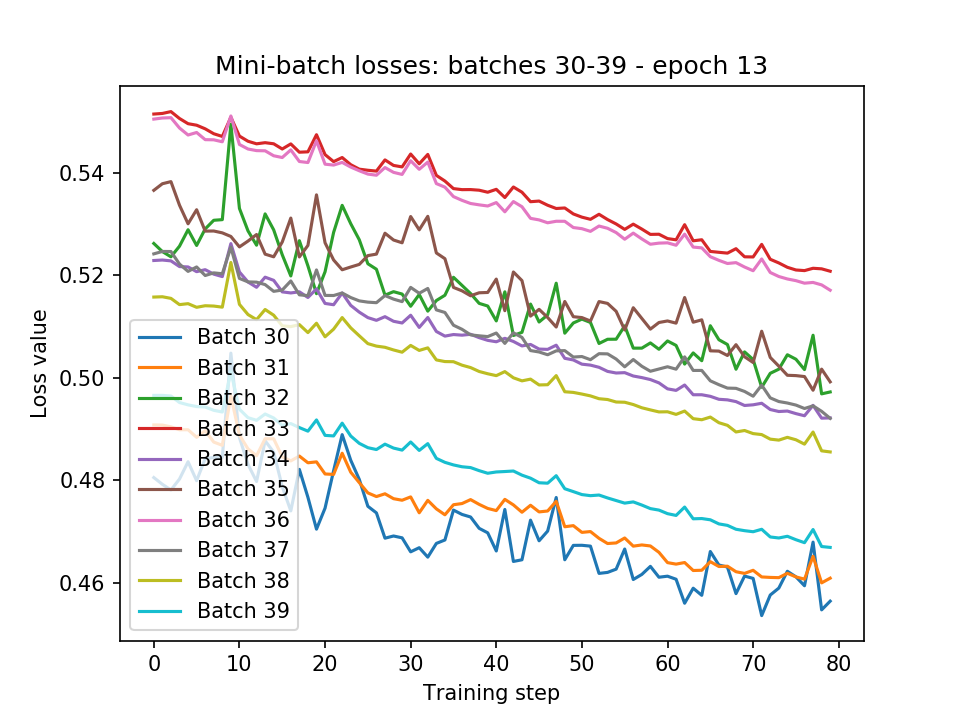 Mini-batch losses: batches 30-39 - epoch 13
Loss value
0.54
0.52
0.50
0.48
0.46
Batch 30
Batch 31
Batch 32
Batch 33
Batch 34
Batch 35
Batch 36
Batch 37
Batch 38
Batch 39
0 10 20 30 40 50 60 70 80
Training step